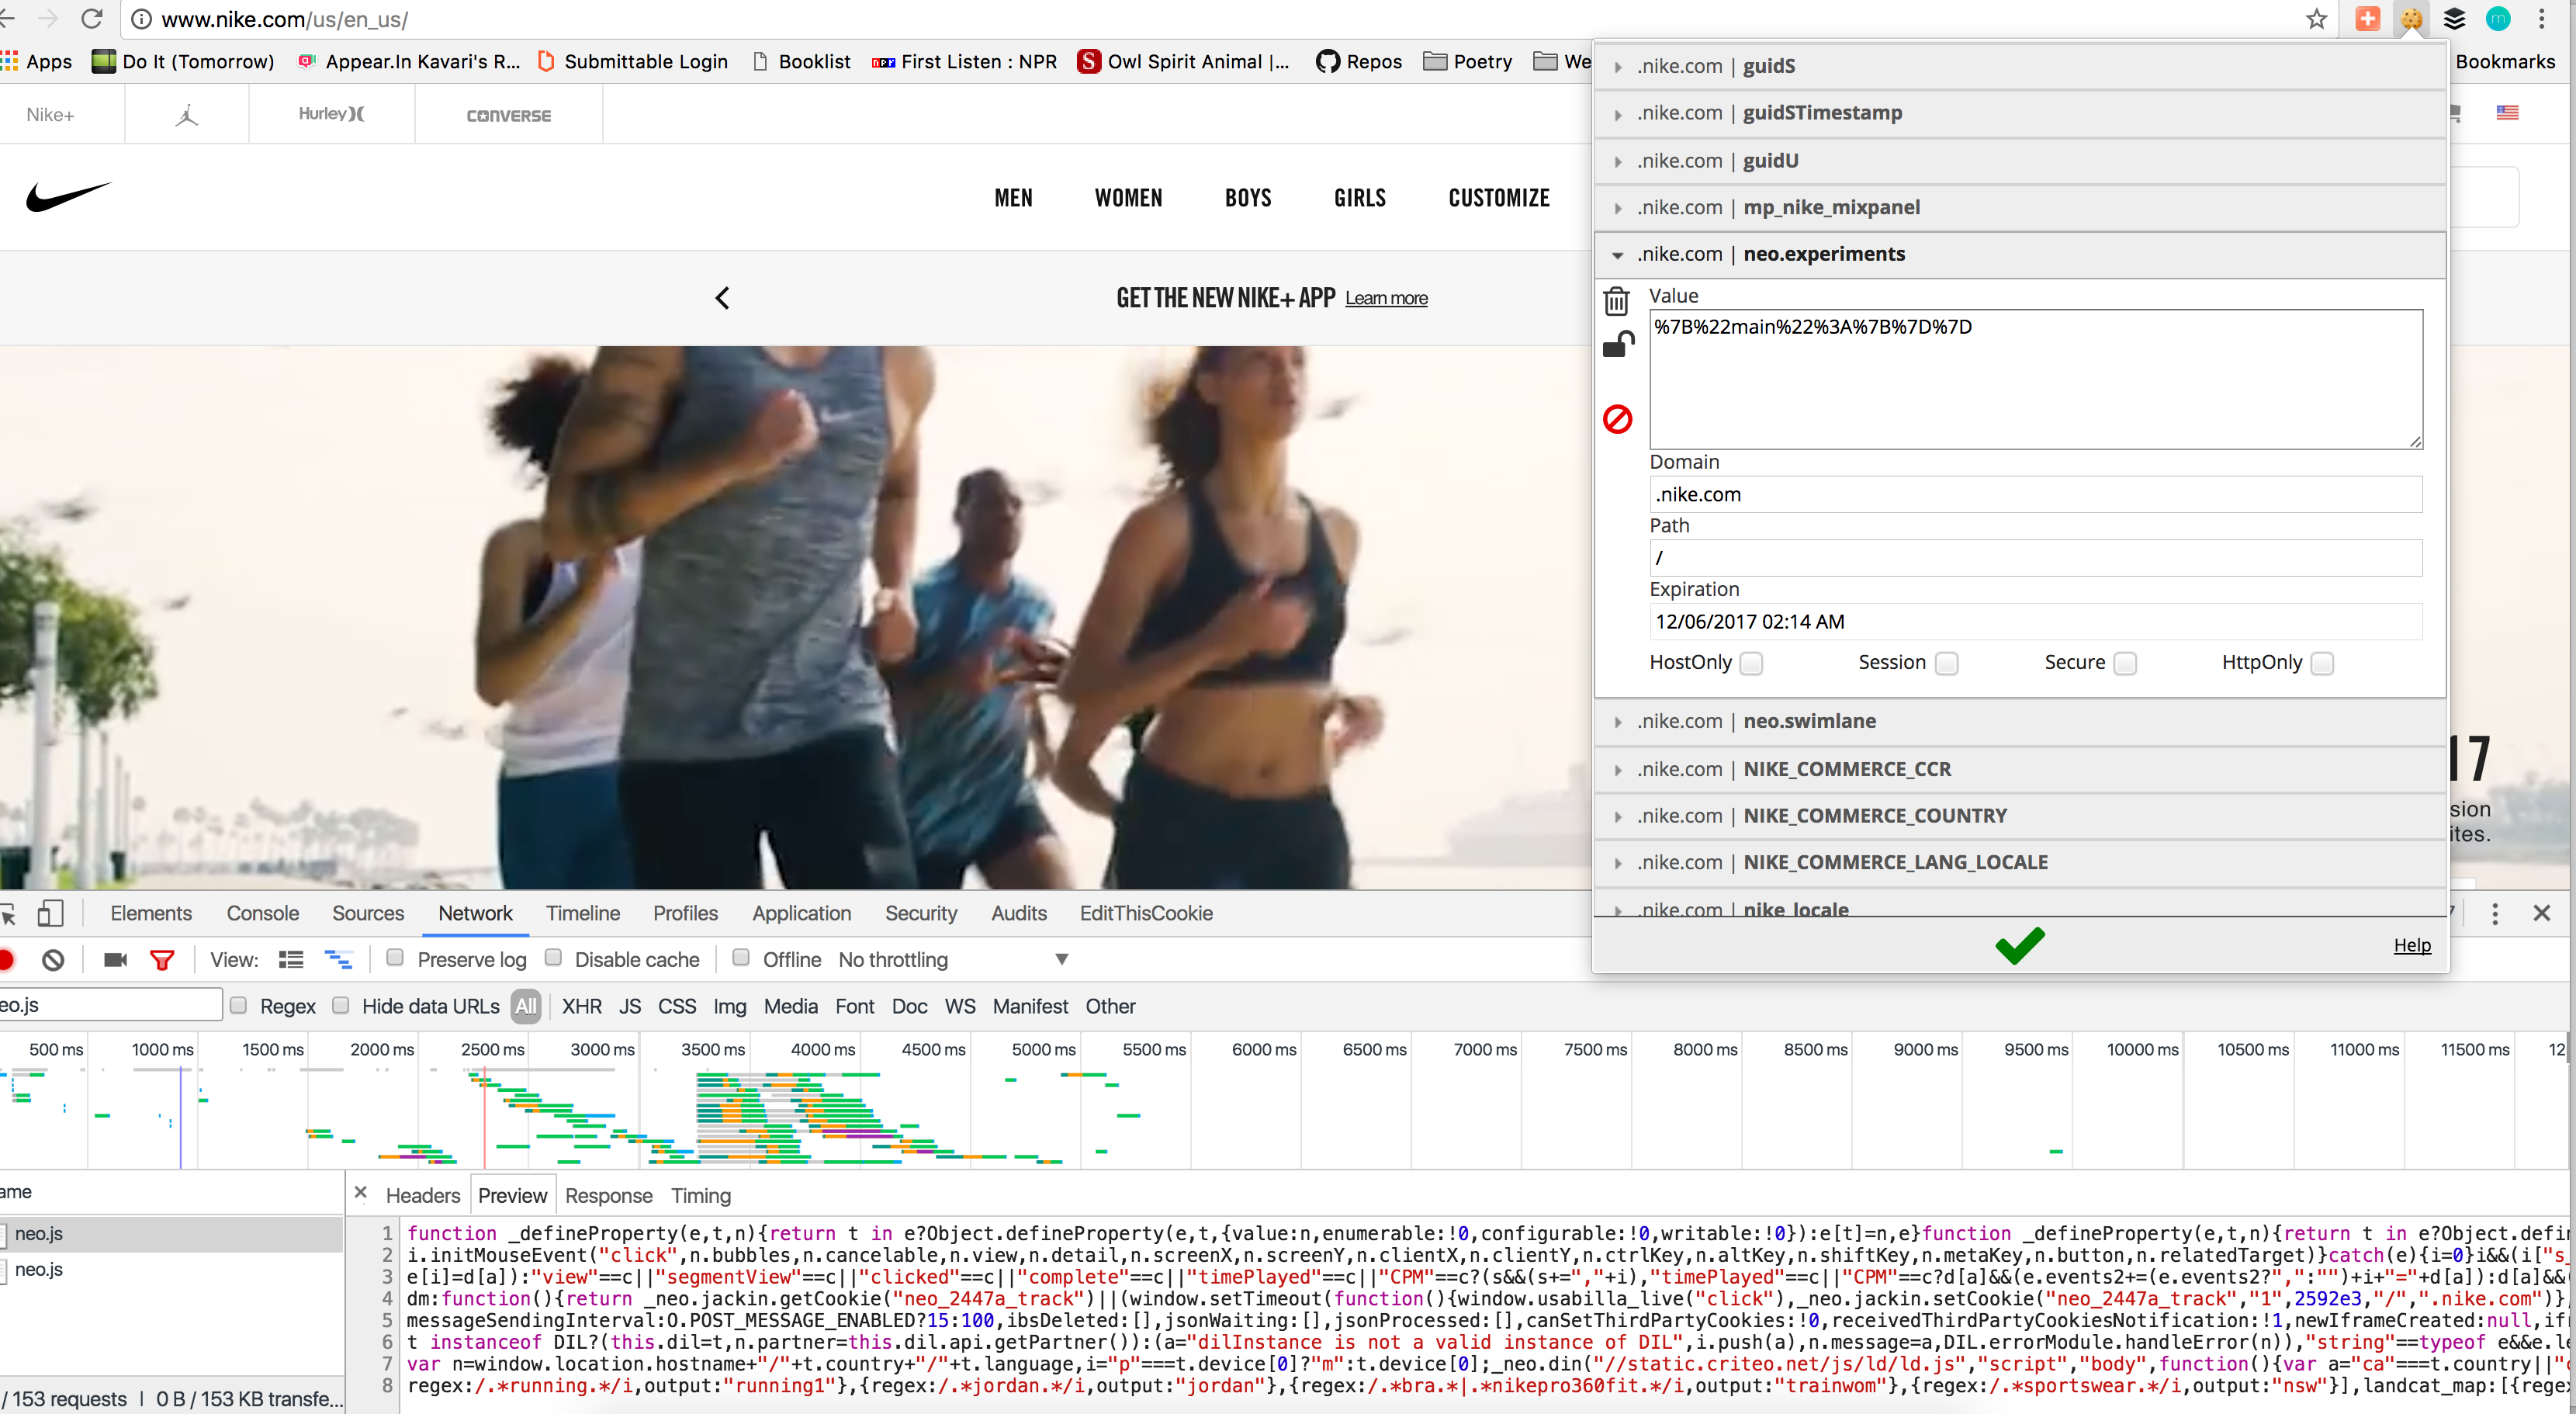 www.nike.com/us/en_us/
Apps Do It (Tomorrow) Appear.In Kavari's R... Submittable Login Booklist First Listen : NPR Owl Spirit Animal |... Repos Poetry We Bookmarks
Nike+ Hurley CONVERSE
MEN WOMEN BOYS GIRLS CUSTOMIZE
GET THE NEW NIKE+ APP Learn more
.nike.com | guidS
.nike.com | guidSTimestamp
.nike.com | guidU
.nike.com | mp_nike_mixpanel
.nike.com | neo.experiments
Value
%7B%22main%22%3A%7B%7D%7D
Domain
.nike.com
Path
/
Expiration
12/06/2017 02:14 AM
HostOnly Session Secure HttpOnly
.nike.com | neo.swimlane
.nike.com | NIKE_COMMERCE_CCR
.nike.com | NIKE_COMMERCE_COUNTRY
.nike.com | NIKE_COMMERCE_LANG_LOCALE
.nike.com | nike_locale
Help
17
sion
ites.
Elements Console Sources Network Timeline Profiles Application Security Audits EditThisCookie
View: Preserve log Disable cache Offline No throttling
eo.js Regex Hide data URLs All XHR JS CSS Img Media Font Doc WS Manifest Other
500 ms 1000 ms 1500 ms 2000 ms 2500 ms 3000 ms 3500 ms 4000 ms 4500 ms 5000 ms 5500 ms 6000 ms 6500 ms 7000 ms 7500 ms 8000 ms 8500 ms 9000 ms 9500 ms 10000 ms 10500 ms 11000 ms 11500 ms 12
ame
neo.js
neo.js
/ 153 requests | 0 B / 153 KB transfe...
× Headers Preview Response Timing
1 function _defineProperty(e,t,n){return t in e?Object.defineProperty(e,t,{value:n,enumerable:!0,configurable:!0,writable:!0}):e[t]=n,e}function _defineProperty(e,t,n){return t in e?Object.defin
2 i.initMouseEvent("click",n.bubbles,n.cancelable,n.view,n.detail,n.screenX,n.screenY,n.clientX,n.clientY,n.ctrlKey,n.altKey,n.shiftKey,n.metaKey,n.button,n.relatedTarget)}catch(e){i=0}i&&(i["s_
3 e[i]=d[a]):"view"==c||"segmentView"==c||"clicked"==c||"complete"==c||"timePlayed"==c||"CPM"==c?(s&&(s+=","+i),"timePlayed"==c||"CPM"==c?d[a]&&(e.events2+=(e.events2?",":"")+i+"="+d[a]):d[a]&&(
4 dm:function(){return _neo.jackin.getCookie("neo_2447a_track")||(window.setTimeout(function(){window.usabilla_live("click"),_neo.jackin.setCookie("neo_2447a_track","1",2592e3,"/",".nike.com")},
5 messageSendingInterval:O.POST_MESSAGE_ENABLED?15:100,ibsDeleted:[],jsonWaiting:[],jsonProcessed:[],canSetThirdPartyCookies:!0,receivedThirdPartyCookiesNotification:!1,newIframeCreated:null,ifr
6 t instanceof DIL?(this.dil=t,n.partner=this.dil.api.getPartner()):(a="dilInstance is not a valid instance of DIL",i.push(a),n.message=a,DIL.errorModule.handleError(n)),"string"==typeof e&&e.le
7 var n=window.location.hostname+"/"+t.country+"/"+t.language,i="p"===t.device[0]?"m":t.device[0];_neo.din("//static.criteo.net/js/ld/ld.js","script","body",function(){var a="ca"===t.country||"
8 regex:/.*running.*/i,output:"running1"},{regex:/.*jordan.*/i,output:"jordan"},{regex:/.*bra.*|.*nikepro360fit.*/i,output:"trainwom"},{regex:/.*sportswear.*/i,output:"nsw"}],landcat_map:[{rege